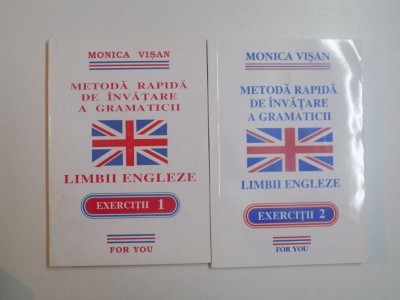 MONICA VIȘAN
METODĂ RAPIDĂ
DE ÎNVĂȚARE
A GRAMATICII
LIMBII ENGLEZE
EXERCIȚII 1
FOR YOU
MONICA VIȘAN
METODĂ RAPIDĂ
DE ÎNVĂȚARE
A GRAMATICII
LIMBII ENGLEZE
EXERCIȚII 2
FOR YOU